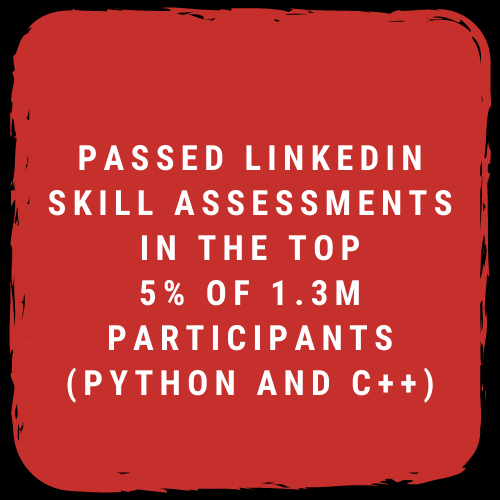 PASSED LINKEDIN
SKILL ASSESSMENTS
IN THE TOP
5% OF 1.3M
PARTICIPANTS
(PYTHON AND C++)